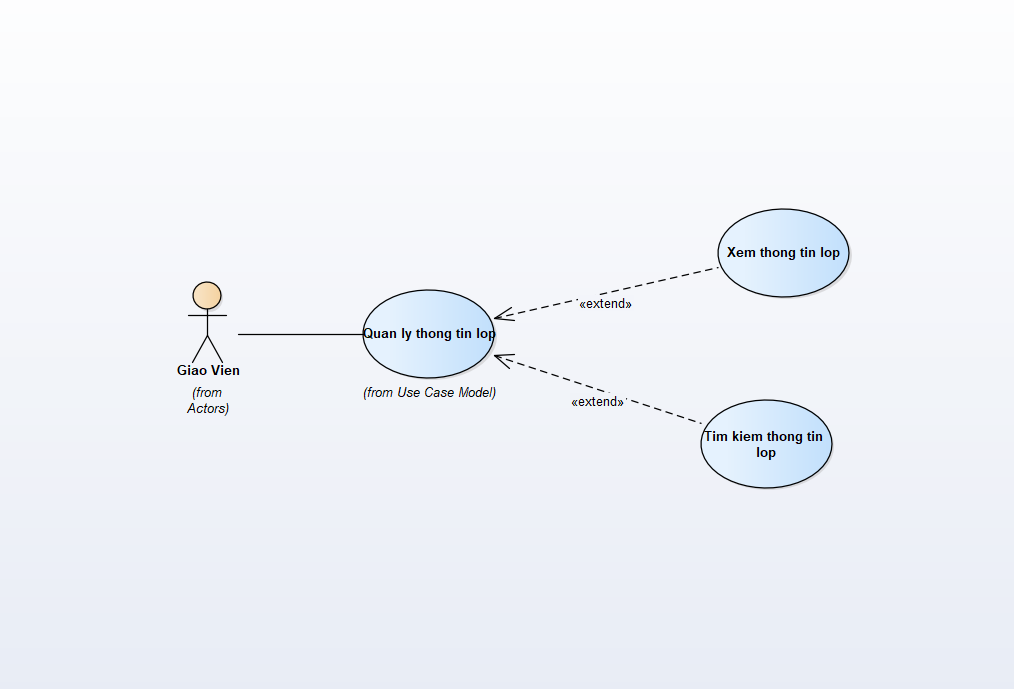 Xem thong tin lop
«extend»
Quan ly thong tin lop
Giao Vien
(from
Actors)
(from Use Case Model)
«extend»
Tim kiem thong tin
lop